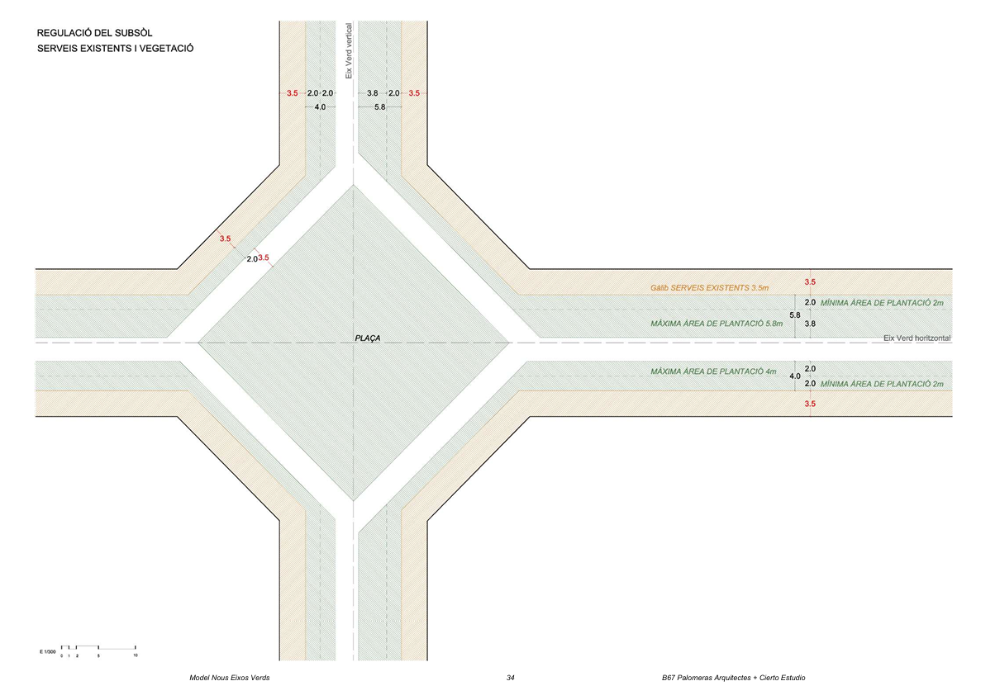 REGULACIÓ DEL SUBSÒL
SERVEIS EXISTENTS I VEGETACIÓ
Eix Verd vertical
3.5 2.0 2.0 3.8 2.0 3.5
4.0 5.8
3.5
2.0 3.5
Gàlib SERVEIS EXISTENTS 3.5m
3.5
2.0 MÍNIMA ÀREA DE PLANTACIÓ 2m
5.8
MÀXIMA ÀREA DE PLANTACIÓ 5.8m
3.8
PLAÇA
Eix Verd horitzontal
2.0
MÀXIMA ÀREA DE PLANTACIÓ 4m
4.0
2.0 MÍNIMA ÀREA DE PLANTACIÓ 2m
3.5
E 1/300
0 1 2 5 10
Model Nous Eixos Verds
34
B67 Palomeras Arquitectes + Cierto Estudio